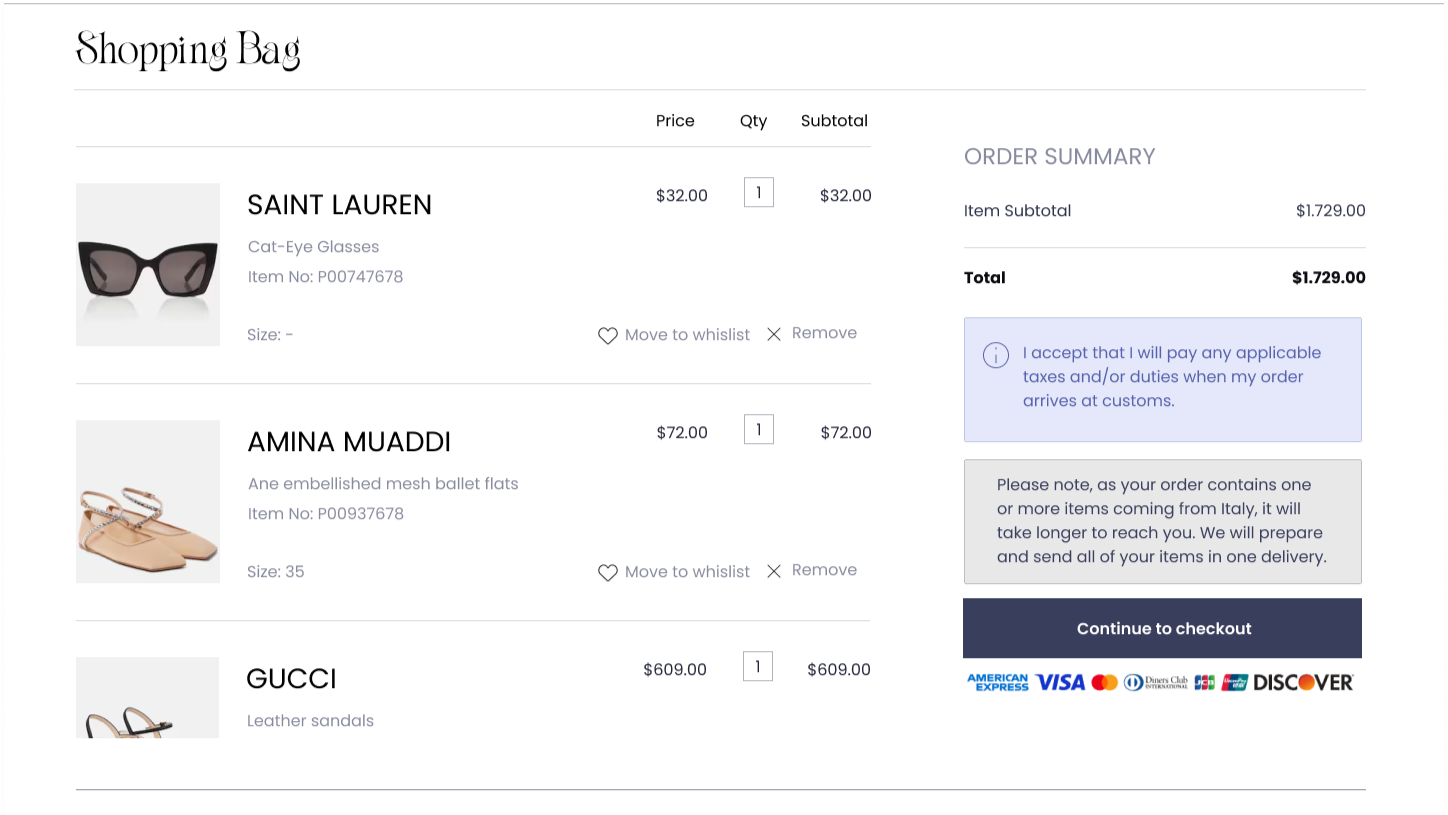 Shopping Bag
Price Qty Subtotal
SAINT LAUREN
$32.00 1 $32.00
Cat-Eye Glasses
Item No: P00747678
Size: -
Move to whislist Remove
AMINA MUADDI
$72.00 1 $72.00
Ane embellished mesh ballet flats
Item No: P00937678
Size: 35
Move to whislist Remove
GUCCI
$609.00 1 $609.00
Leather sandals
ORDER SUMMARY
Item Subtotal $1.729.00
Total $1.729.00
I accept that I will pay any applicable
taxes and/or duties when my order
arrives at customs.
Please note, as your order contains one
or more items coming from Italy, it will
take longer to reach you. We will prepare
and send all of your items in one delivery.
Continue to checkout
AMERICAN
EXPRESS
VISA
Diners Club
INTERNATIONAL
JCB
UnionPay
DISCOVER